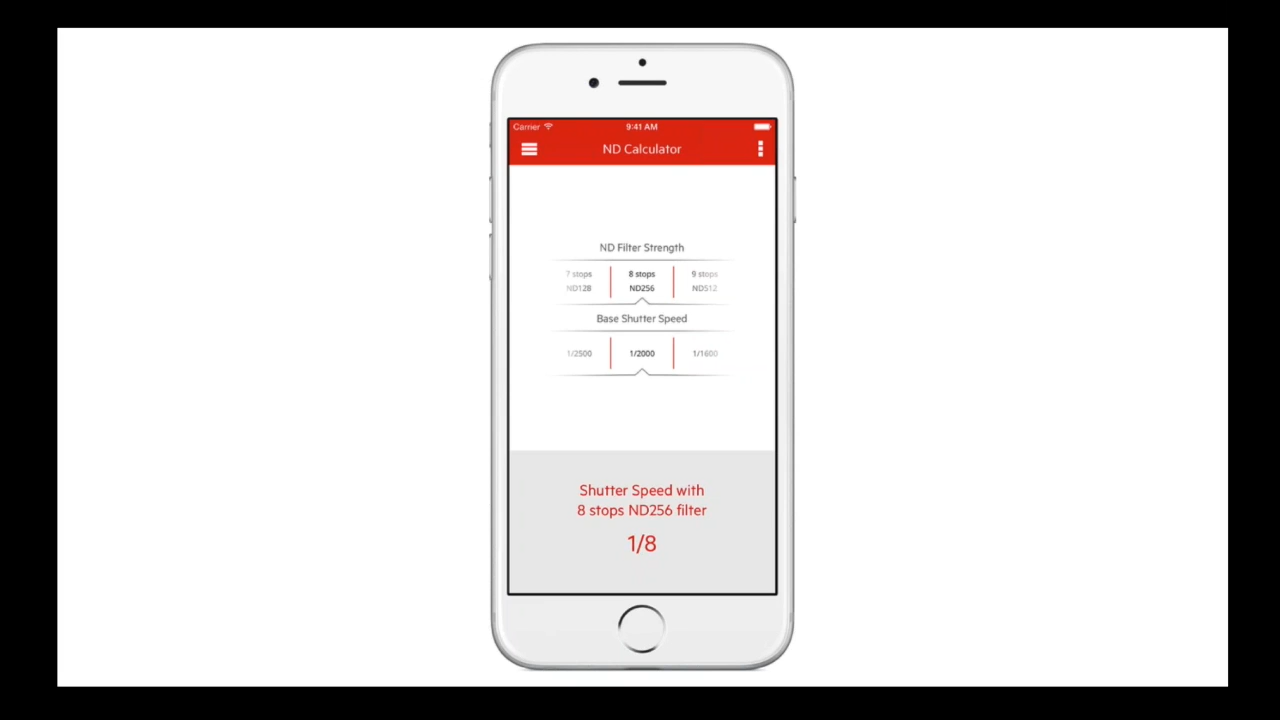 Carrier 9:41 AM
ND Calculator
ND Filter Strength
7 stops 8 stops 9 stops
ND128 ND256 ND512
Base Shutter Speed
1/2500 1/2000 1/1600
Shutter Speed with
8 stops ND256 filter
1/8